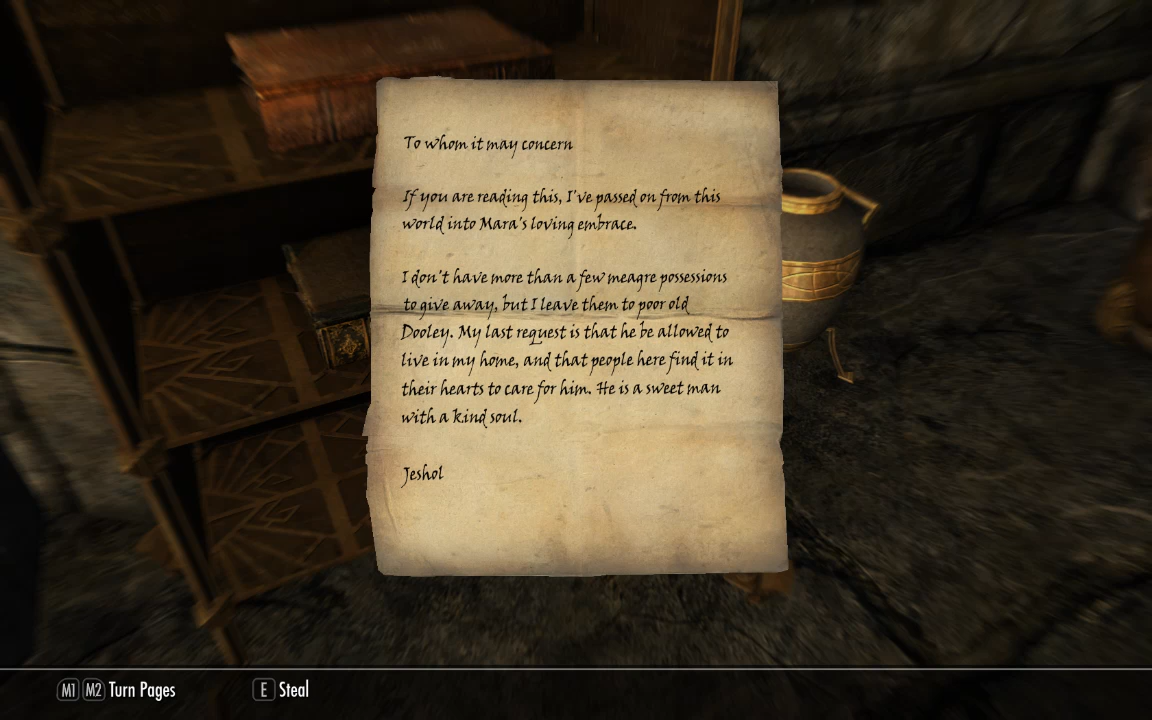 To whom it may concern
If you are reading this, I've passed on from this
world into Mara's loving embrace.
I don't have more than a few meagre possessions
to give away, but I leave them to poor old
Dooley. My last request is that he be allowed to
live in my home, and that people here find it in
their hearts to care for him. He is a sweet man
with a kind soul.
Jeshol
M1 M2 Turn Pages E Steal